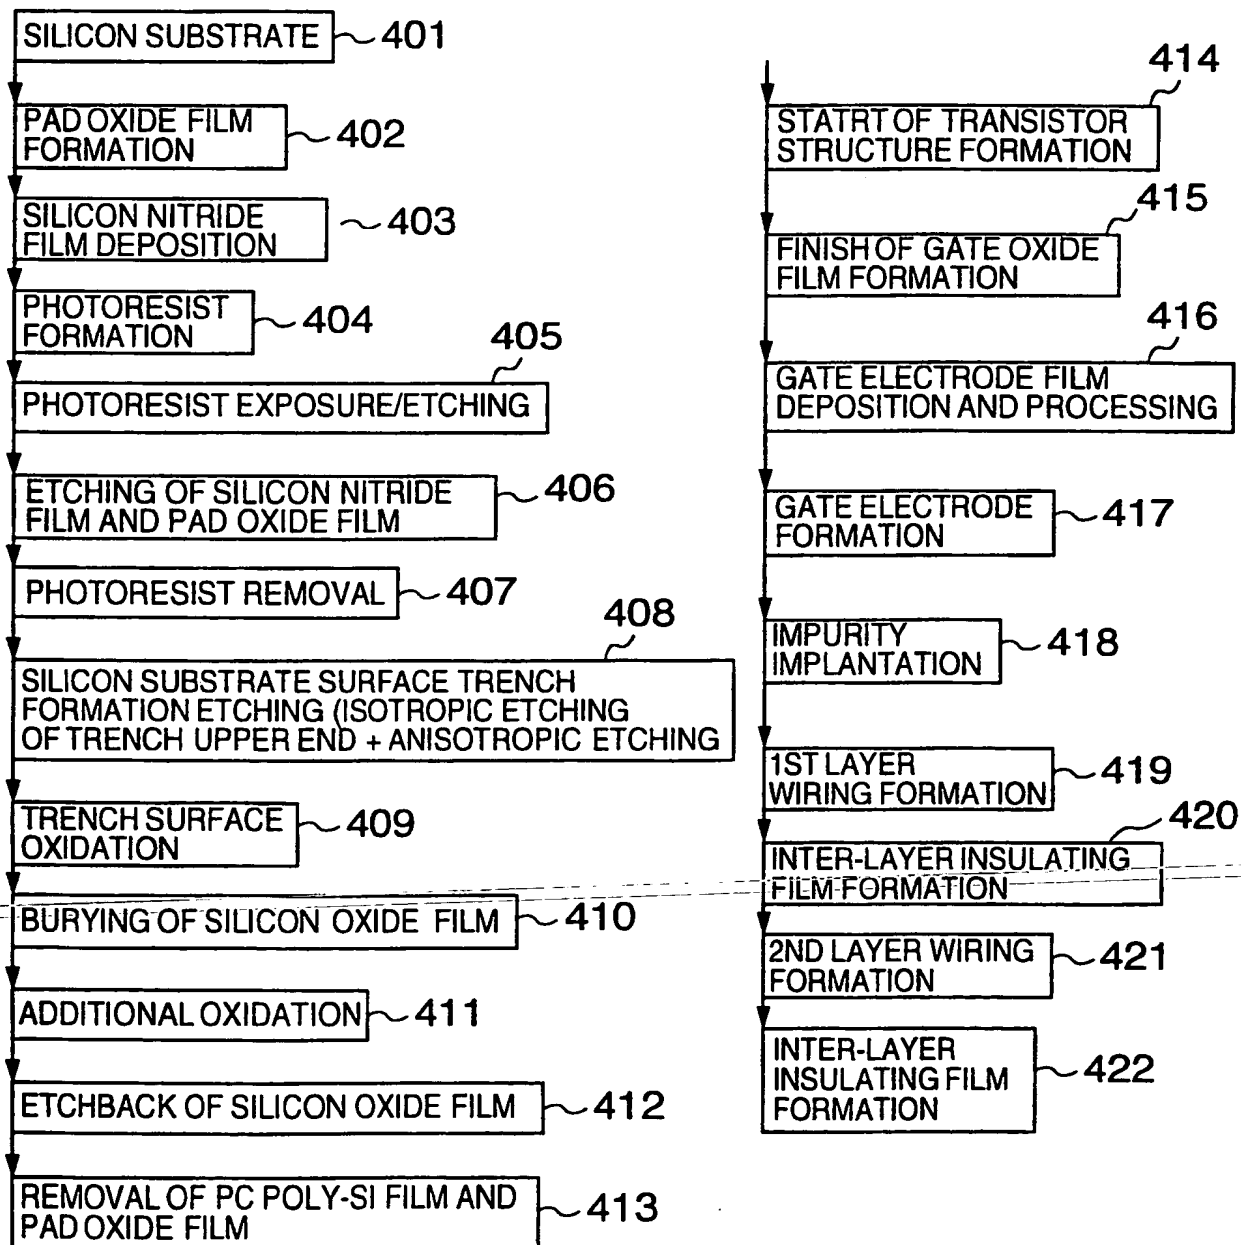 SILICON SUBSTRATE
401
PAD OXIDE FILM
FORMATION
402
SILICON NITRIDE
FILM DEPOSITION
403
PHOTORESIST
FORMATION
404
405
PHOTORESIST EXPOSURE/ETCHING
ETCHING OF SILICON NITRIDE
FILM AND PAD OXIDE FILM
406
PHOTORESIST REMOVAL
407
408
SILICON SUBSTRATE SURFACE TRENCH
FORMATION ETCHING (ISOTROPIC ETCHING
OF TRENCH UPPER END + ANISOTROPIC ETCHING
TRENCH SURFACE
OXIDATION
409
BURYING OF SILICON OXIDE FILM
410
ADDITIONAL OXIDATION
411
ETCHBACK OF SILICON OXIDE FILM
412
REMOVAL OF PC POLY-SI FILM AND
PAD OXIDE FILM
413
414
STATRT OF TRANSISTOR
STRUCTURE FORMATION
415
FINISH OF GATE OXIDE
FILM FORMATION
416
GATE ELECTRODE FILM
DEPOSITION AND PROCESSING
GATE ELECTRODE
FORMATION
417
IMPURITY
IMPLANTATION
418
1ST LAYER
WIRING FORMATION
419
420
INTER-LAYER INSULATING
FILM FORMATION
2ND LAYER WIRING
FORMATION
421
INTER-LAYER
INSULATING FILM
FORMATION
422